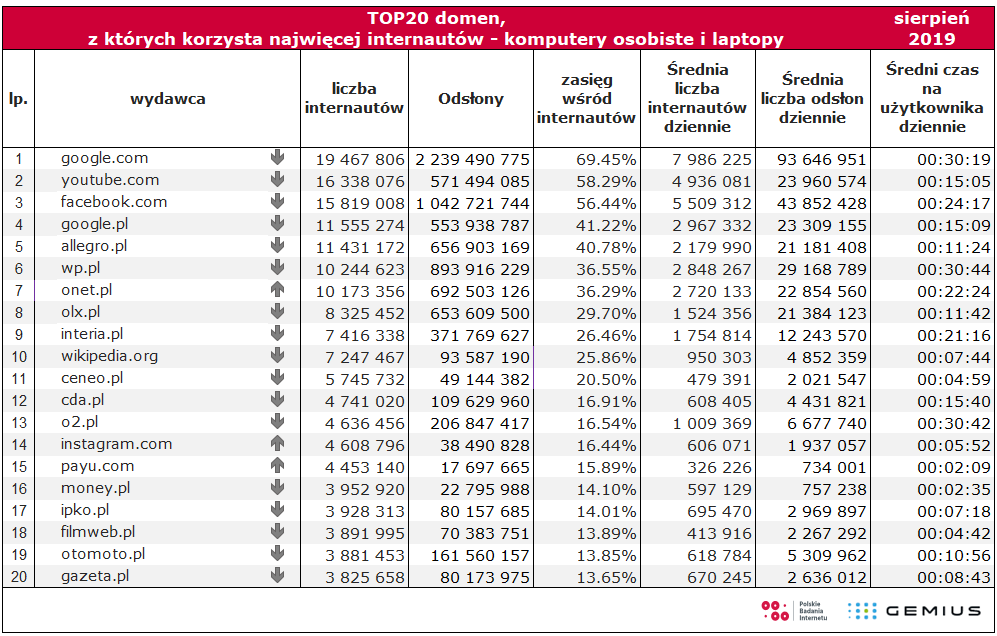 TOP20 domen,
z których korzysta najwięcej internautów - komputery osobiste i laptopy
sierpień
2019
lp.
wydawca
liczba
internautów
Odsłony
zasięg
wśród
internautów
Średnia
liczba
internautów
dziennie
Średnia
liczba odsłon
dziennie
Średni czas
na
użytkownika
dziennie
1 google.com 19 467 806 2 239 490 775 69.45% 7 986 225 93 646 951 00:30:19
2 youtube.com 16 338 076 571 494 085 58.29% 4 936 081 23 960 574 00:15:05
3 facebook.com 15 819 008 1 042 721 744 56.44% 5 509 312 43 852 428 00:24:17
4 google.pl 11 555 274 553 938 787 41.22% 2 967 332 23 309 155 00:15:09
5 allegro.pl 11 431 172 656 903 169 40.78% 2 179 990 21 181 408 00:11:24
6 wp.pl 10 244 623 893 916 229 36.55% 2 848 267 29 168 789 00:30:44
7 onet.pl 10 173 356 692 503 126 36.29% 2 720 133 22 854 560 00:22:24
8 olx.pl 8 325 452 653 609 500 29.70% 1 524 356 21 384 123 00:11:42
9 interia.pl 7 416 338 371 769 627 26.46% 1 754 814 12 243 570 00:21:16
10 wikipedia.org 7 247 467 93 587 190 25.86% 950 303 4 852 359 00:07:44
11 ceneo.pl 5 745 732 49 144 382 20.50% 479 391 2 021 547 00:04:59
12 cda.pl 4 741 020 109 629 960 16.91% 608 405 4 431 821 00:15:40
13 o2.pl 4 636 456 206 847 417 16.54% 1 009 369 6 677 740 00:30:42
14 instagram.com 4 608 796 38 490 828 16.44% 606 071 1 937 057 00:05:52
15 payu.com 4 453 140 17 697 665 15.89% 326 226 734 001 00:02:09
16 money.pl 3 952 920 22 795 988 14.10% 597 129 757 238 00:02:35
17 ipko.pl 3 928 313 80 157 685 14.01% 695 470 2 969 897 00:07:18
18 filmweb.pl 3 891 995 70 383 751 13.89% 413 916 2 267 292 00:04:42
19 otomoto.pl 3 881 453 161 560 157 13.85% 618 784 5 309 962 00:10:56
20 gazeta.pl 3 825 658 80 173 975 13.65% 670 245 2 636 012 00:08:43
Polskie
Badania
Internetu
GEMIUS